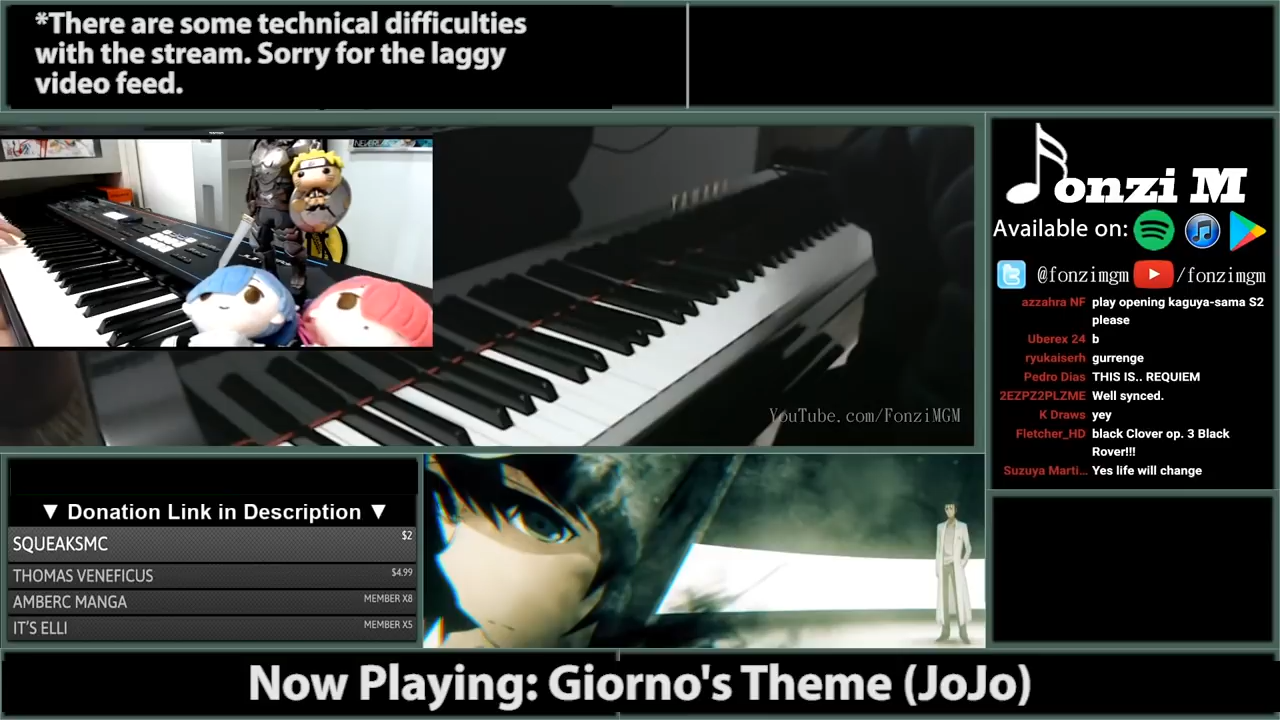 *There are some technical difficulties
with the stream. Sorry for the laggy
video feed.
YAMAHA
YouTube.com/FonziMGM
Fonzi M
Available on:
@fonzimgm
/fonzimgm
azzahra NF play opening kaguya-sama S2
please
Uberex 24 b
ryukaiserh gurrenge
Pedro Dias THIS IS.. REQUIEM
2EZPZ2PLZME Well synced.
K Draws yey
Fletcher_HD black Clover op. 3 Black
Rover!!!
Suzuya Marti... Yes life will change
▼ Donation Link in Description ▼
SQUEAKSMC $2
THOMAS VENEFICUS $4.99
AMBERC MANGA MEMBER X8
IT'S ELLI MEMBER X5
Now Playing: Giorno's Theme (JoJo)